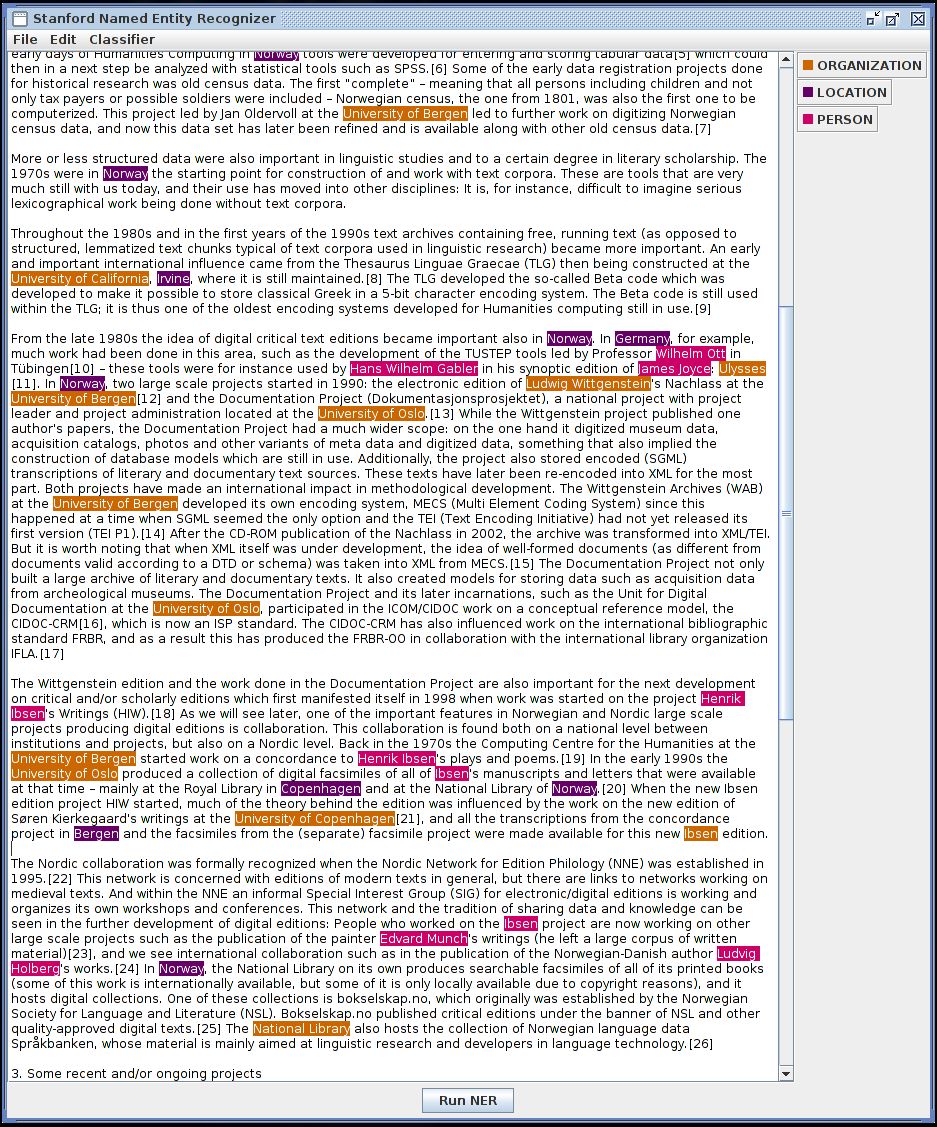 Stanford Named Entity Recognizer
File Edit Classifier
early days of Humanities Computing in Norway tools were developed for entering and storing tabular data[5] which could
then in a next step be analyzed with statistical tools such as SPSS.[6] Some of the early data registration projects done
for historical research was old census data. The first "complete" – meaning that all persons including children and not
only tax payers or possible soldiers were included – Norwegian census, the one from 1801, was also the first one to be
computerized. This project led by Jan Oldervoll at the University of Bergen led to further work on digitizing Norwegian
census data, and now this data set has later been refined and is available along with other old census data.[7]
More or less structured data were also important in linguistic studies and to a certain degree in literary scholarship. The
1970s were in Norway the starting point for construction of and work with text corpora. These are tools that are very
much still with us today, and their use has moved into other disciplines: It is, for instance, difficult to imagine serious
lexicographical work being done without text corpora.
Throughout the 1980s and in the first years of the 1990s text archives containing free, running text (as opposed to
structured, lemmatized text chunks typical of text corpora used in linguistic research) became more important. An early
and important international influence came from the Thesaurus Linguae Graecae (TLG) then being constructed at the
University of California, Irvine, where it is still maintained.[8] The TLG developed the so-called Beta code which was
developed to make it possible to store classical Greek in a 5-bit character encoding system. The Beta code is still used
within the TLG; it is thus one of the oldest encoding systems developed for Humanities computing still in use.[9]
From the late 1980s the idea of digital critical text editions became important also in Norway. In Germany, for example,
much work had been done in this area, such as the development of the TUSTEP tools led by Professor Wilhelm Ott in
Tübingen[10] – these tools were for instance used by Hans Wilhelm Gabler in his synoptic edition of James Joyce: Ulysses
[11]. In Norway, two large scale projects started in 1990: the electronic edition of Ludwig Wittgenstein's Nachlass at the
University of Bergen[12] and the Documentation Project (Dokumentasjonsprosjektet), a national project with project
leader and project administration located at the University of Oslo.[13] While the Wittgenstein project published one
author's papers, the Documentation Project had a much wider scope: on the one hand it digitized museum data,
acquisition catalogs, photos and other variants of meta data and digitized data, something that also implied the
construction of database models which are still in use. Additionally, the project also stored encoded (SGML)
transcriptions of literary and documentary text sources. These texts have later been re-encoded into XML for the most
part. Both projects have made an international impact in methodological development. The Wittgenstein Archives (WAB)
at the University of Bergen developed its own encoding system, MECS (Multi Element Coding System) since this
happened at a time when SGML seemed the only option and the TEI (Text Encoding Initiative) had not yet released its
first version (TEI P1).[14] After the CD-ROM publication of the Nachlass in 2002, the archive was transformed into XML/TEI.
But it is worth noting that when XML itself was under development, the idea of well-formed documents (as different from
documents valid according to a DTD or schema) was taken into XML from MECS.[15] The Documentation Project not only
built a large archive of literary and documentary texts. It also created models for storing data such as acquisition data
from archeological museums. The Documentation Project and its later incarnations, such as the Unit for Digital
Documentation at the University of Oslo, participated in the ICOM/CIDOC work on a conceptual reference model, the
CIDOC-CRM[16], which is now an ISP standard. The CIDOC-CRM has also influenced work on the international bibliographic
standard FRBR, and as a result this has produced the FRBR-OO in collaboration with the international library organization
IFLA.[17]
The Wittgenstein edition and the work done in the Documentation Project are also important for the next development
on critical and/or scholarly editions which first manifested itself in 1998 when work was started on the project Henrik
Ibsen's Writings (HIW).[18] As we will see later, one of the important features in Norwegian and Nordic large scale
projects producing digital editions is collaboration. This collaboration is found both on a national level between
institutions and projects, but also on a Nordic level. Back in the 1970s the Computing Centre for the Humanities at the
University of Bergen started work on a concordance to Henrik Ibsen's plays and poems.[19] In the early 1990s the
University of Oslo produced a collection of digital facsimiles of all of Ibsen's manuscripts and letters that were available
at that time – mainly at the Royal Library in Copenhagen and at the National Library of Norway.[20] When the new Ibsen
edition project HIW started, much of the theory behind the edition was influenced by the work on the new edition of
Søren Kierkegaard's writings at the University of Copenhagen[21], and all the transcriptions from the concordance
project in Bergen and the facsimiles from the (separate) facsimile project were made available for this new Ibsen edition.
The Nordic collaboration was formally recognized when the Nordic Network for Edition Philology (NNE) was established in
1995.[22] This network is concerned with editions of modern texts in general, but there are links to networks working on
medieval texts. And within the NNE an informal Special Interest Group (SIG) for electronic/digital editions is working and
organizes its own workshops and conferences. This network and the tradition of sharing data and knowledge can be
seen in the further development of digital editions: People who worked on the Ibsen project are now working on other
large scale projects such as the publication of the painter Edvard Munch's writings (he left a large corpus of written
material)[23], and we see international collaboration such as in the publication of the Norwegian-Danish author Ludvig
Holberg's works.[24] In Norway, the National Library on its own produces searchable facsimiles of all of its printed books
(some of this work is internationally available, but some of it is only locally available due to copyright reasons), and it
hosts digital collections. One of these collections is bokselskap.no, which originally was established by the Norwegian
Society for Language and Literature (NSL). Bokselskap.no published critical editions under the banner of NSL and other
quality-approved digital texts.[25] The National Library also hosts the collection of Norwegian language data
Språkbanken, whose material is mainly aimed at linguistic research and developers in language technology.[26]
3. Some recent and/or ongoing projects
ORGANIZATION
LOCATION
PERSON
Run NER